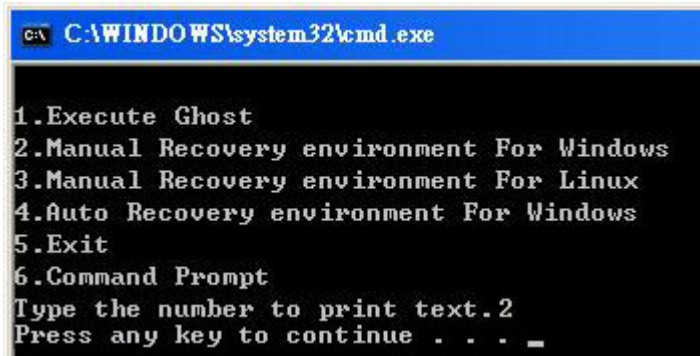 C:\WINDOWS\system32\cmd.exe
1.Execute Ghost
2.Manual Recovery environment For Windows
3.Manual Recovery environment For Linux
4.Auto Recovery environment For Windows
5.Exit
6.Command Prompt
Type the number to print text.2
Press any key to continue . . . _